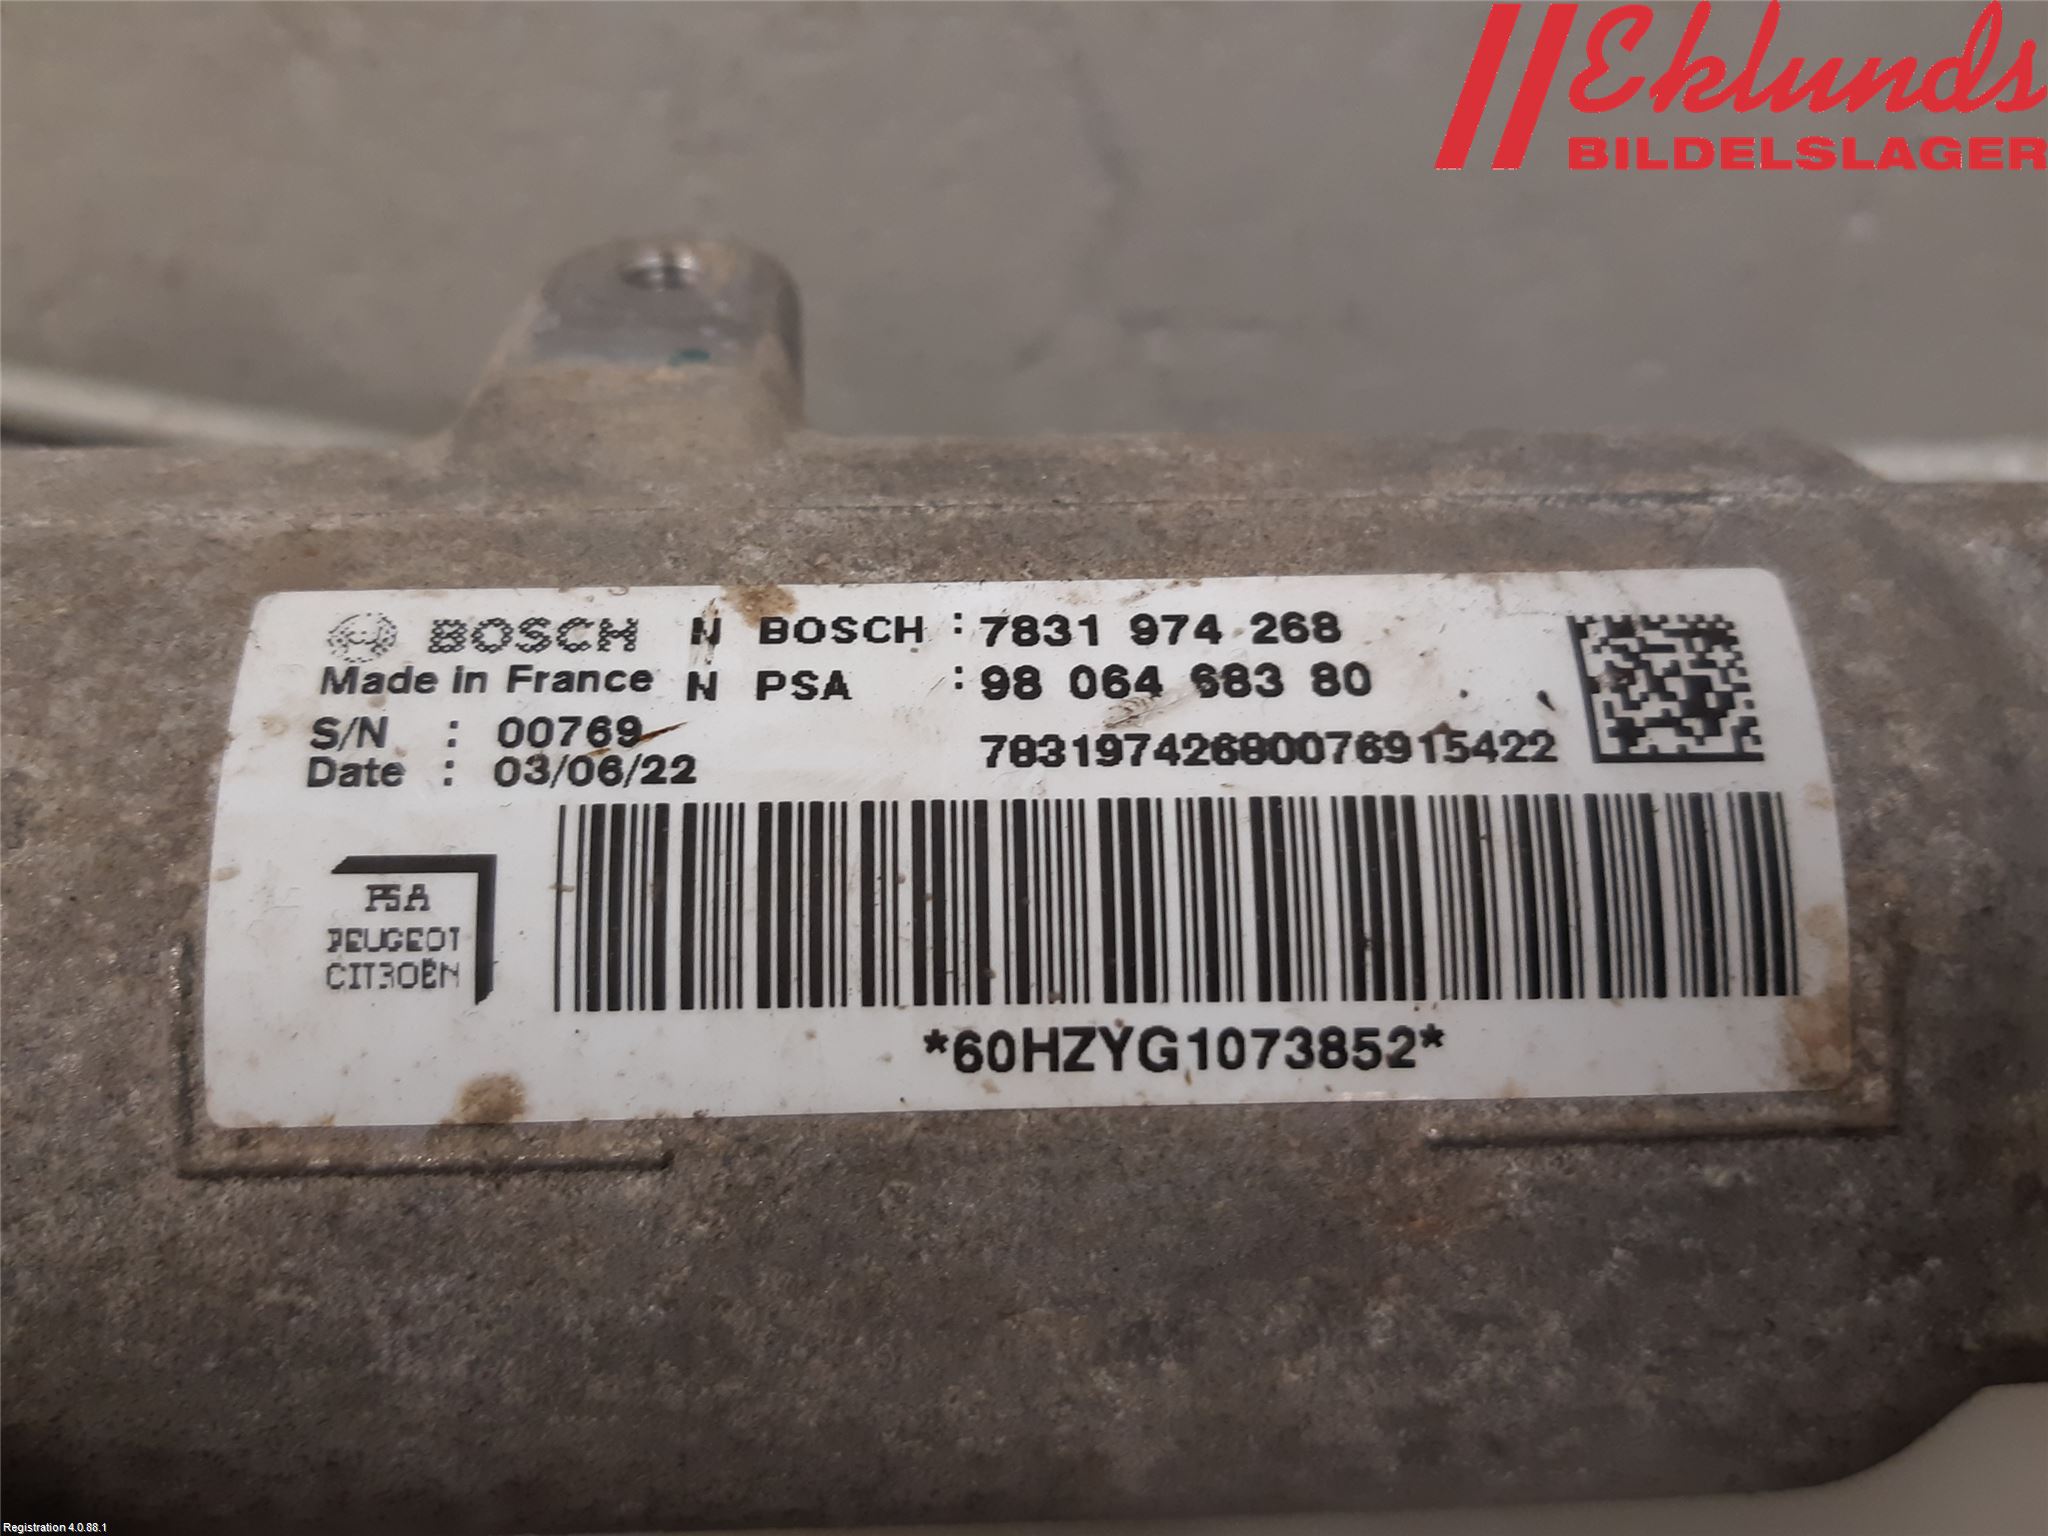 Eklunds
BILDELSLAGER
BOSCH N BOSCH : 7831 974 268
Made in France N PSA : 98 064 683 80
S/N : 00769
783197426800076915422
Date : 03/06/22
PSA
PEUGEOT
CITROËN
*60HZYG1073852*
Registration 4.0.88.1